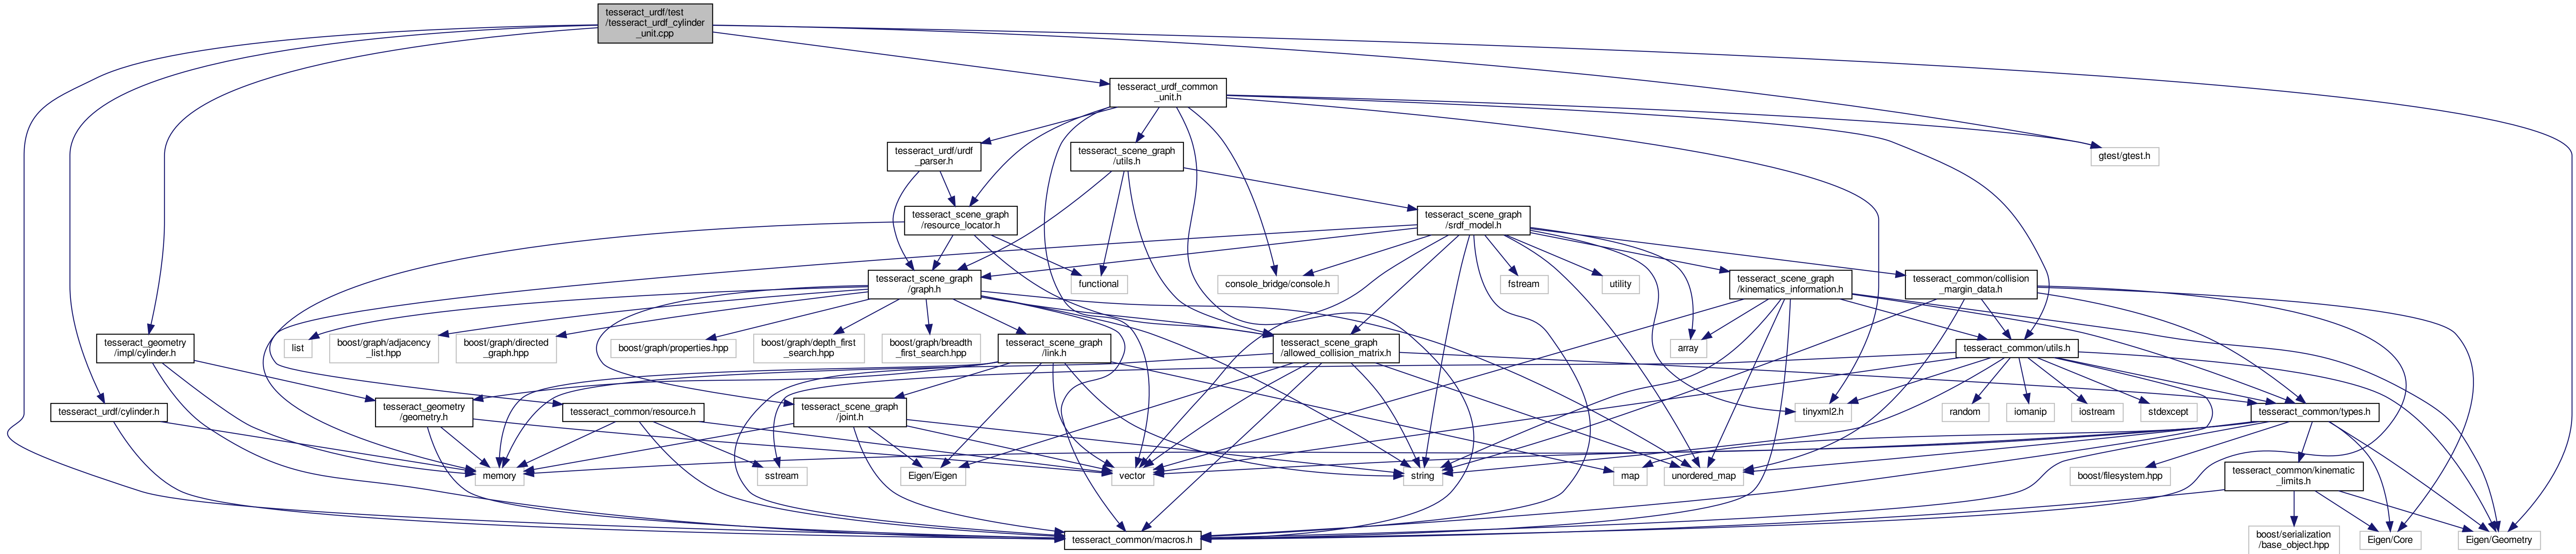 tesseract_urdf/test
/tesseract_urdf_cylinder
_unit.cpp
tesseract_urdf_common
_unit.h
tesseract_urdf/urdf
_parser.h
tesseract_scene_graph
/utils.h
gtest/gtest.h
tesseract_scene_graph
/resource_locator.h
tesseract_scene_graph
/srdf_model.h
tesseract_scene_graph
/graph.h
functional
console_bridge/console.h
fstream
utility
tesseract_scene_graph
/kinematics_information.h
tesseract_common/collision
_margin_data.h
tesseract_geometry
/impl/cylinder.h
list
boost/graph/adjacency
_list.hpp
boost/graph/directed
_graph.hpp
boost/graph/properties.hpp
boost/graph/depth_first
_search.hpp
boost/graph/breadth
_first_search.hpp
tesseract_scene_graph
/link.h
tesseract_scene_graph
/allowed_collision_matrix.h
array
tesseract_common/utils.h
tesseract_urdf/cylinder.h
tesseract_geometry
/geometry.h
tesseract_common/resource.h
tesseract_scene_graph
/joint.h
tinyxml2.h
random
iomanip
iostream
stdexcept
tesseract_common/types.h
memory
sstream
Eigen/Eigen
vector
string
map
unordered_map
boost/filesystem.hpp
tesseract_common/kinematic
_limits.h
tesseract_common/macros.h
boost/serialization
/base_object.hpp
Eigen/Core
Eigen/Geometry